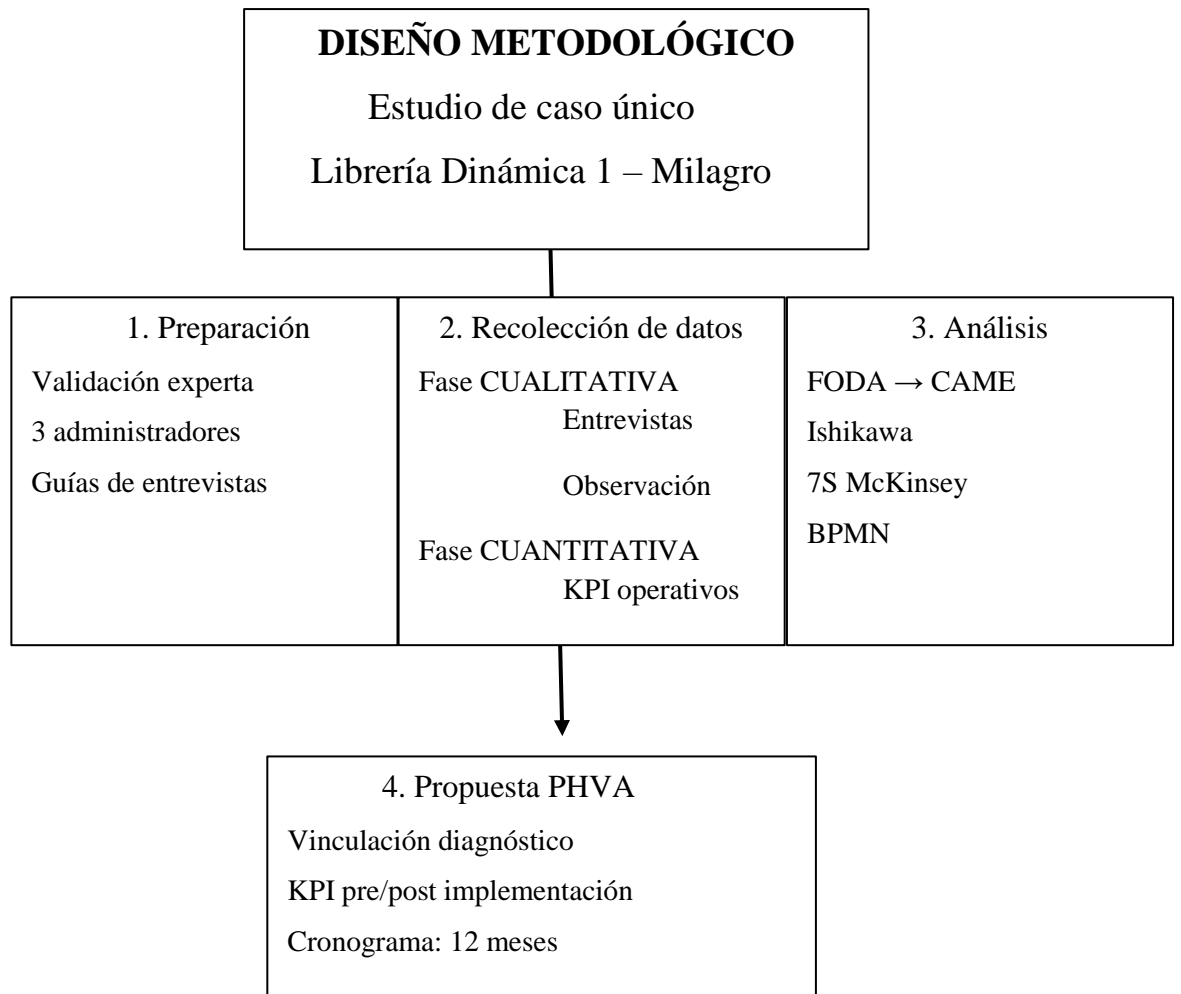 DISEÑO METODOLÓGICO
Estudio de caso único
Librería Dinámica 1 – Milagro
1. Preparación
Validación experta
3 administradores
Guías de entrevistas
2. Recolección de datos
Fase CUALITATIVA
Entrevistas
Observación
Fase CUANTITATIVA
KPI operativos
3. Análisis
FODA → CAME
Ishikawa
7S McKinsey
BPMN
4. Propuesta PHVA
Vinculación diagnóstico
KPI pre/post implementación
Cronograma: 12 meses